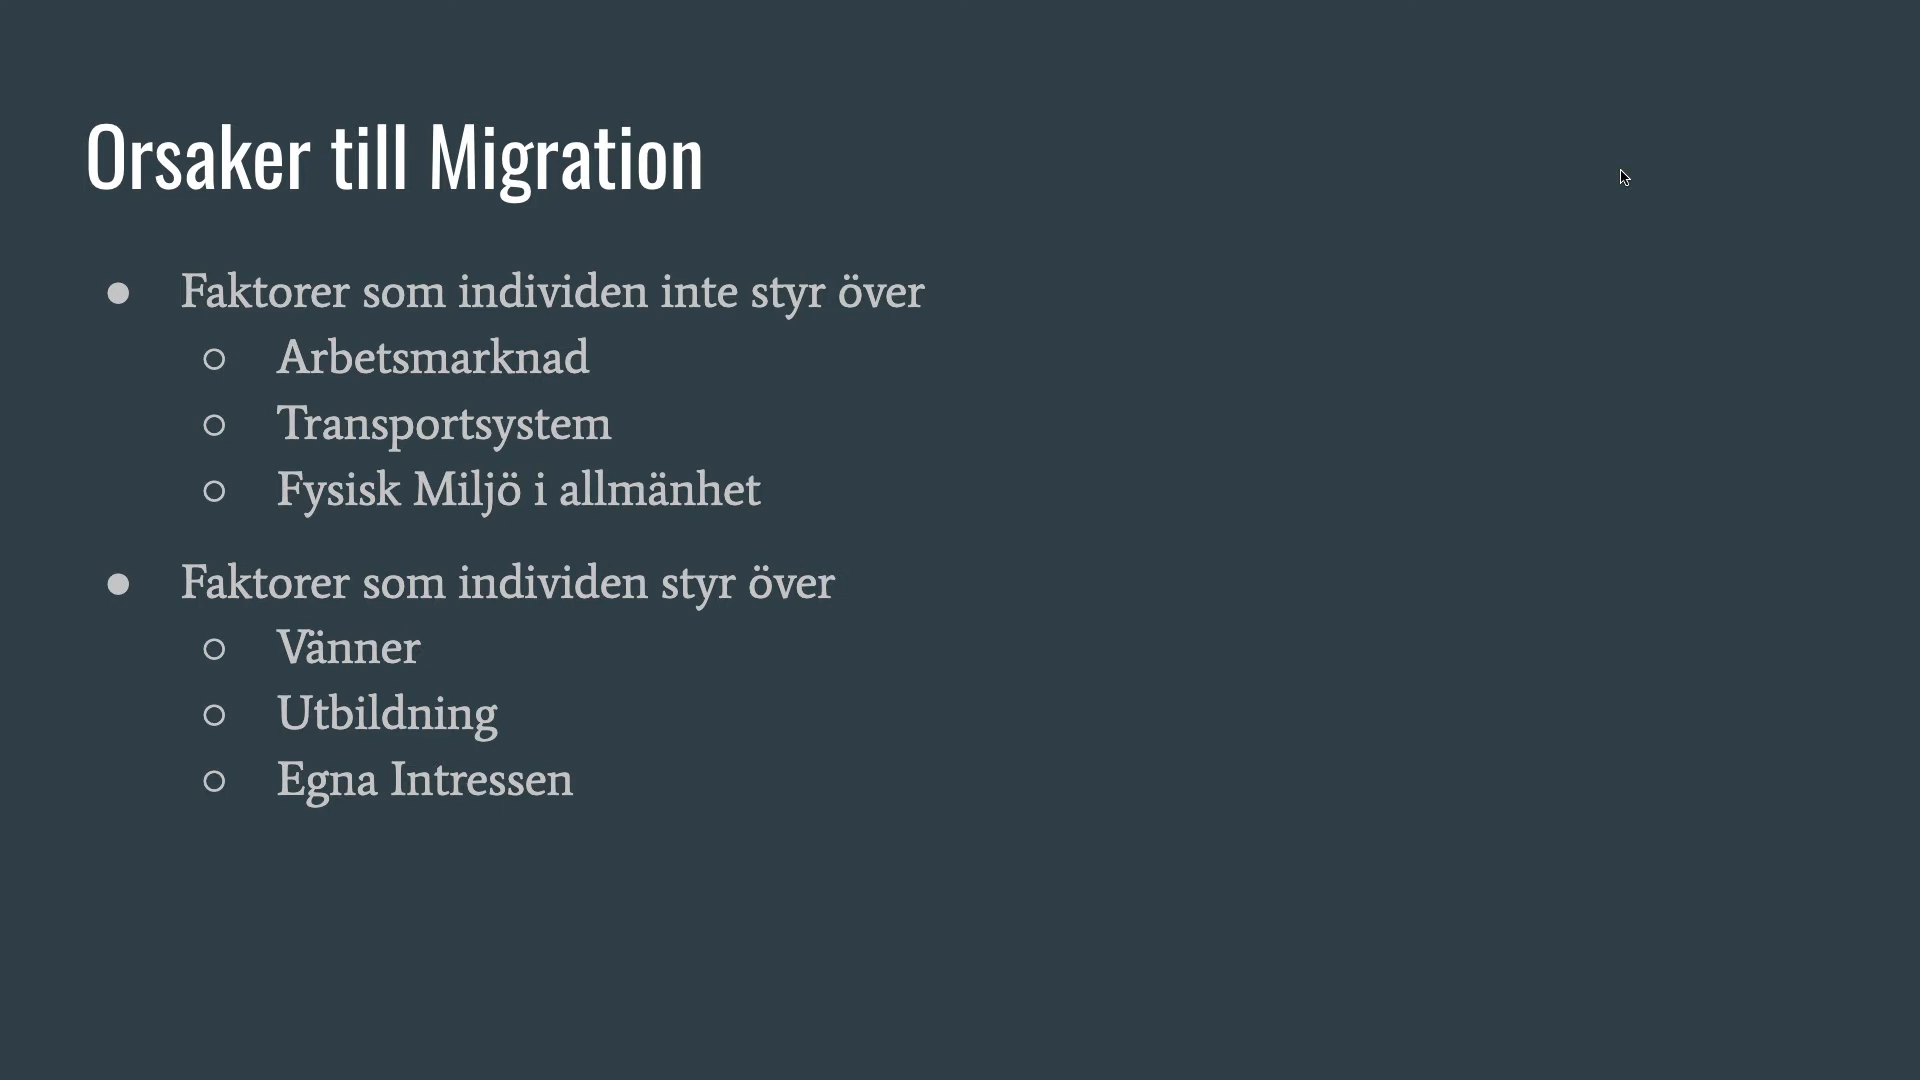 Orsaker till Migration
● Faktorer som individen inte styr över
○ Arbetsmarknad
○ Transportsystem
○ Fysisk Miljö i allmänhet
● Faktorer som individen styr över
○ Vänner
○ Utbildning
○ Egna Intressen